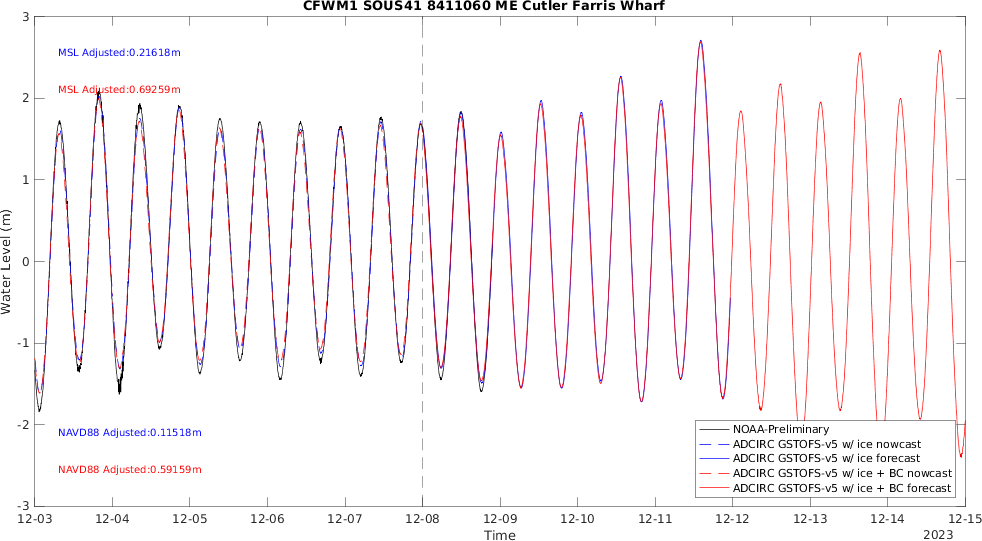 CFWM1 SOUS41 8411060 ME Cutler Farris Wharf
3
2
1
0
-1
-2
-3
Water Level (m)
MSL Adjusted:0.21618m
MSL Adjusted:0.69259m
NAVD88 Adjusted:0.11518m
NAVD88 Adjusted:0.59159m
NOAA-Preliminary
ADCIRC GSTOFS-v5 w/ ice nowcast
ADCIRC GSTOFS-v5 w/ ice forecast
ADCIRC GSTOFS-v5 w/ ice + BC nowcast
ADCIRC GSTOFS-v5 w/ ice + BC forecast
12-03 12-04 12-05 12-06 12-07 12-08 12-09 12-10 12-11 12-12 12-13 12-14 12-15
Time
2023